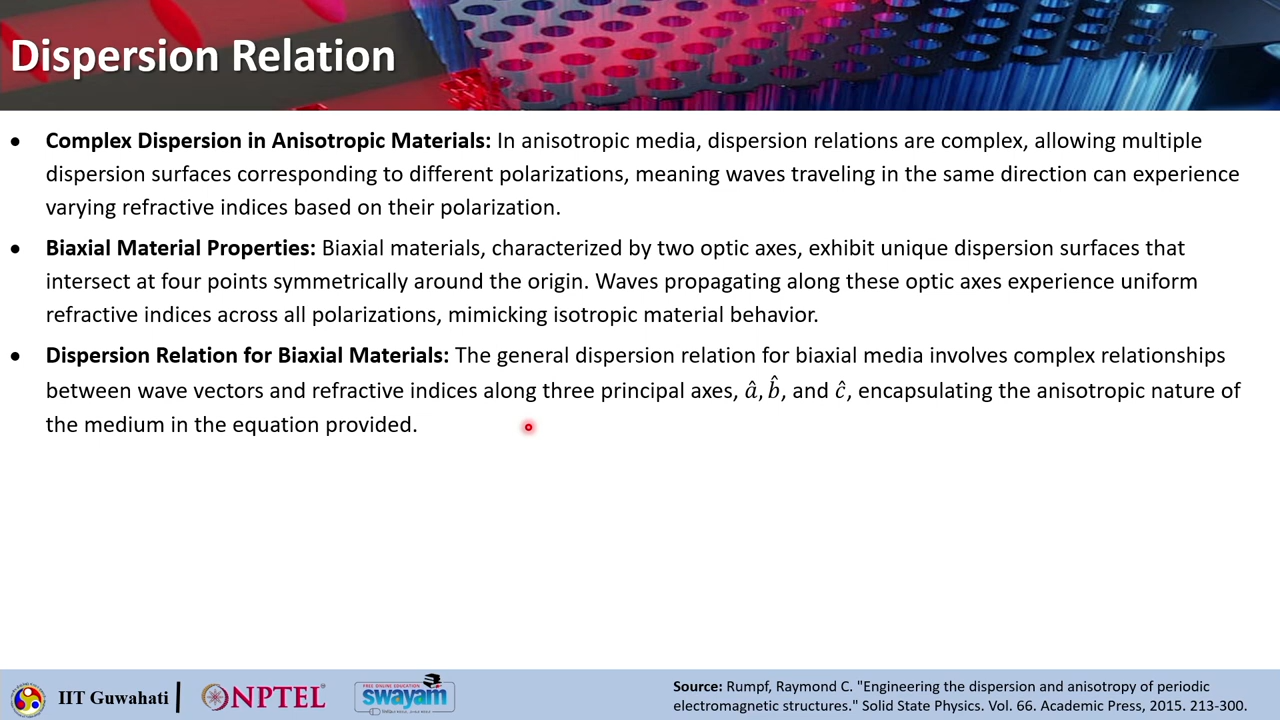 Dispersion Relation
● Complex Dispersion in Anisotropic Materials: In anisotropic media, dispersion relations are complex, allowing multiple
dispersion surfaces corresponding to different polarizations, meaning waves traveling in the same direction can experience
varying refractive indices based on their polarization.
● Biaxial Material Properties: Biaxial materials, characterized by two optic axes, exhibit unique dispersion surfaces that
intersect at four points symmetrically around the origin. Waves propagating along these optic axes experience uniform
refractive indices across all polarizations, mimicking isotropic material behavior.
● Dispersion Relation for Biaxial Materials: The general dispersion relation for biaxial media involves complex relationships
between wave vectors and refractive indices along three principal axes, â, b̂, and ĉ, encapsulating the anisotropic nature of
the medium in the equation provided.
IIT Guwahati
NPTEL
FREE ONLINE EDUCATION
swayam
Source: Rumpf, Raymond C. "Engineering the dispersion and anisotropy of periodic
electromagnetic structures." Solid State Physics. Vol. 66. Academic Press, 2015. 213-300.